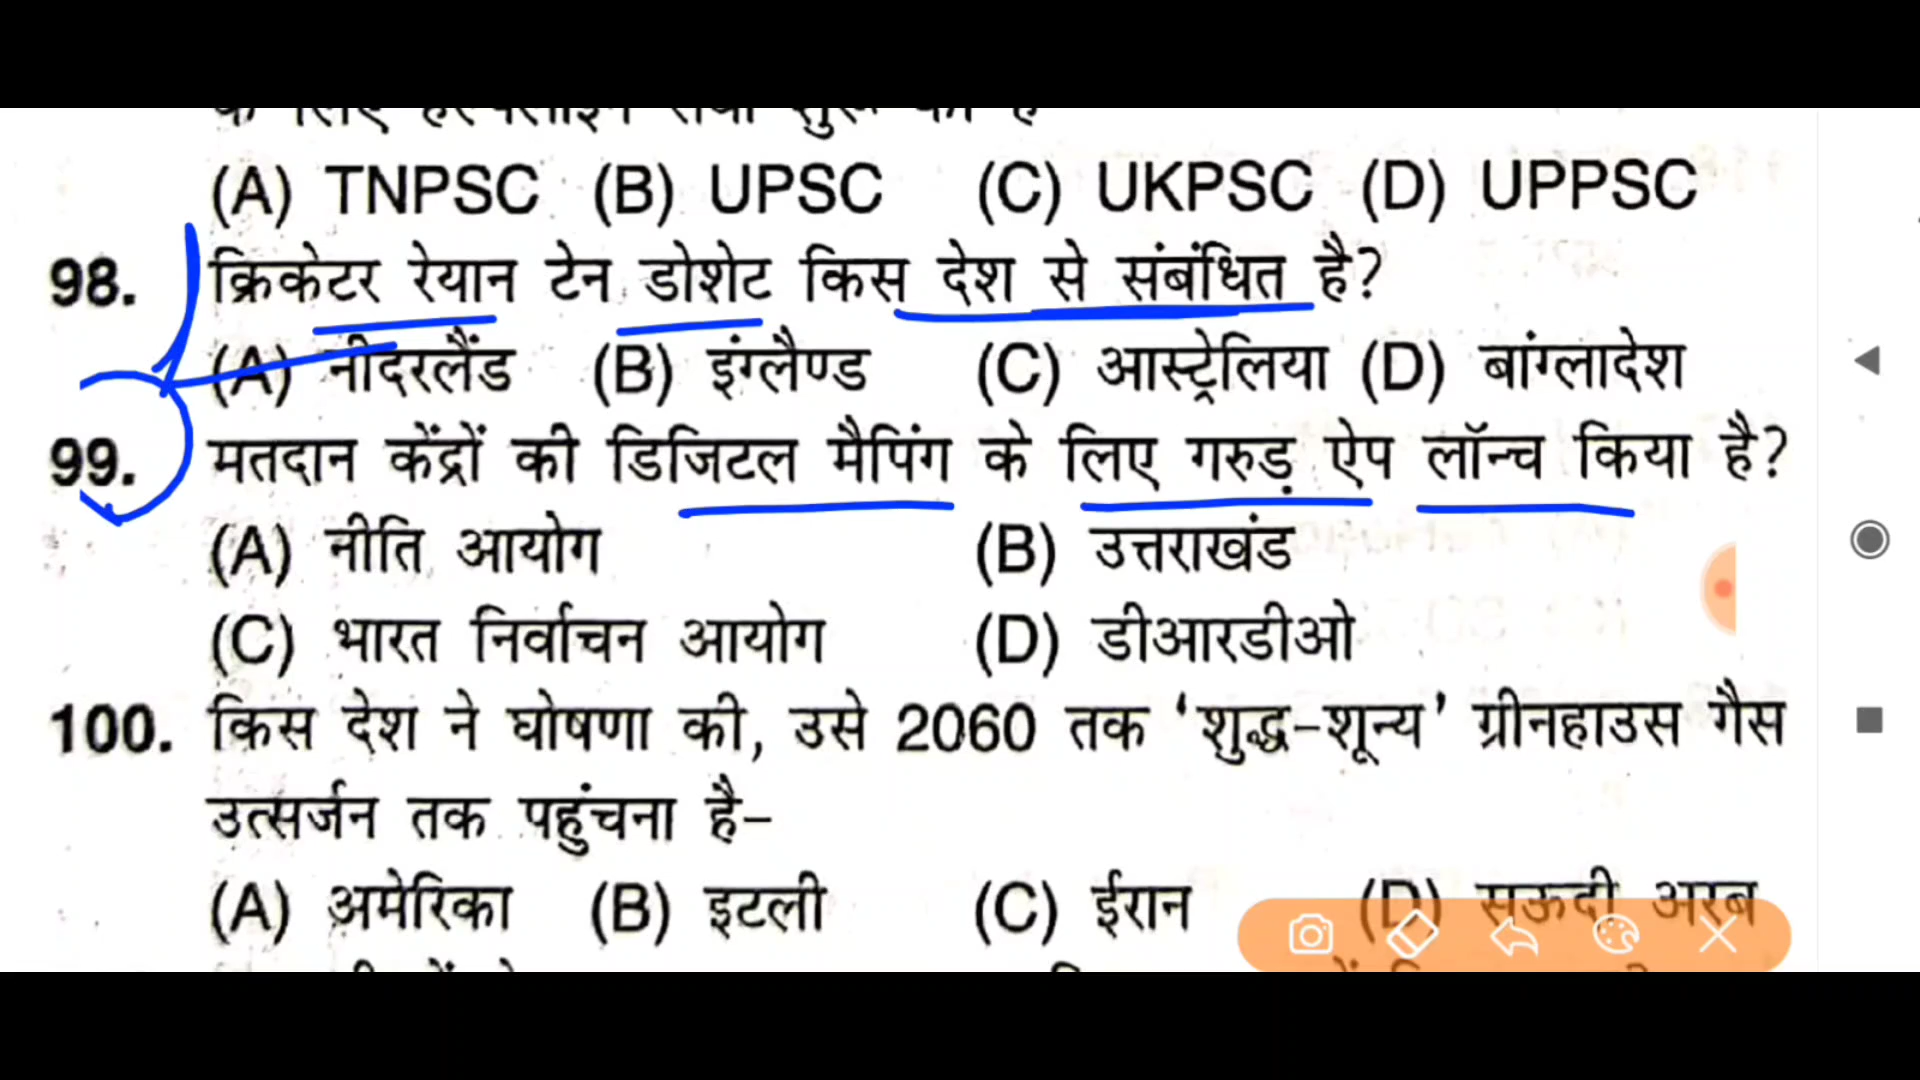 (A) TNPSC (B) UPSC (C) UKPSC (D) UPPSC
98. क्रिकेटर रेयान टेन डोशेट किस देश से संबंधित है?
(A) नीदरलैंड (B) इंग्लैण्ड (C) आस्ट्रेलिया (D) बांग्लादेश
99. मतदान केंद्रों की डिजिटल मैपिंग के लिए गरुड़ ऐप लॉन्च किया है?
(A) नीति आयोग (B) उत्तराखंड
(C) भारत निर्वाचन आयोग (D) डीआरडीओ
100. किस देश ने घोषणा की, उसे 2060 तक 'शुद्ध-शून्य' ग्रीनहाउस गैस
उत्सर्जन तक पहुंचना है-
(A) अमेरिका (B) इटली (C) ईरान (D) सऊदी अरब